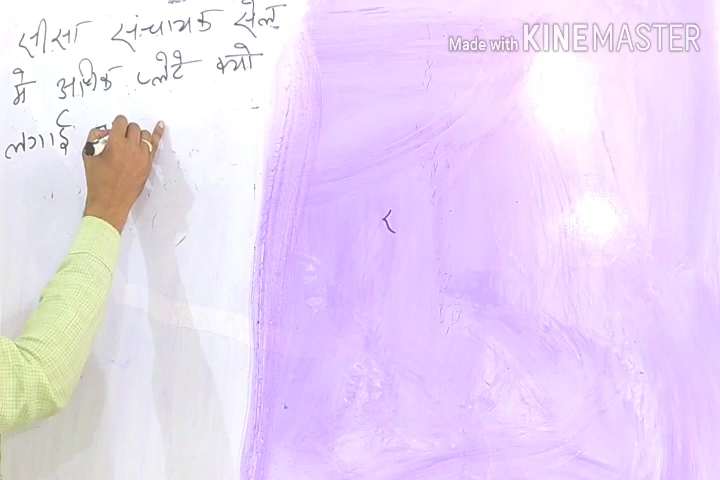 सीसा संचायक सेल
मे अधिक प्लेटे क्यो
लगाई
Made with KINEMASTER